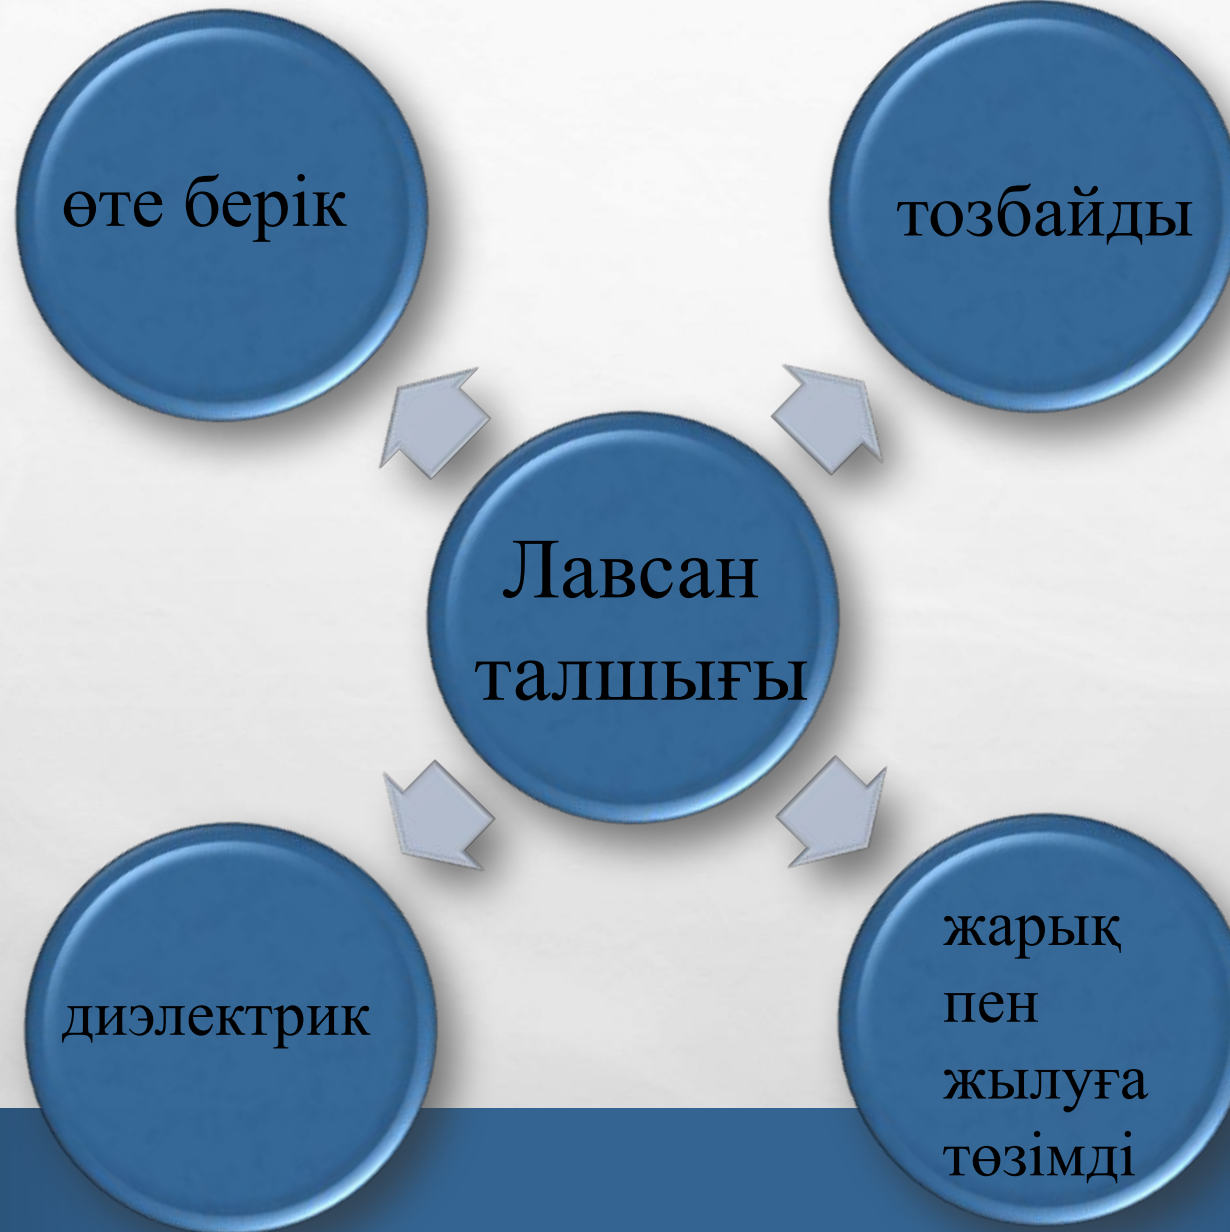 өте берік
тозбайды
Лавсан
талшығы
диэлектрик
жарық
пен
жылуға
төзімді